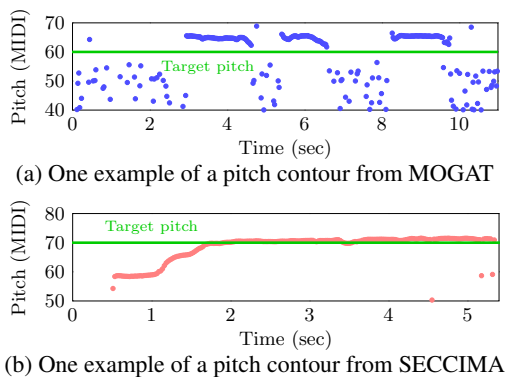 Pitch (MIDI)
70
60
50
40
Target pitch
0 2 4 6 8 10
Time (sec)
(a) One example of a pitch contour from MOGAT
Pitch (MIDI)
80
70
60
50
Target pitch
0 1 2 3 4 5
Time (sec)
(b) One example of a pitch contour from SECCIMA